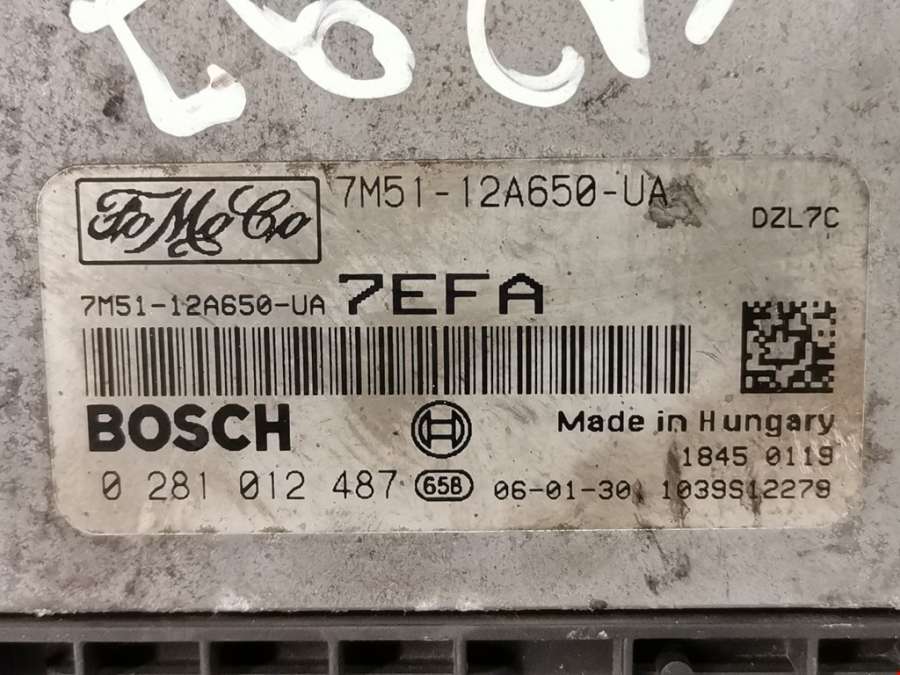 FoMoCo
7M51-12A650-UA
DZL7C
7M51-12A650-UA 7EFA
BOSCH
Made in Hungary
1845 0119
0 281 012 487 658 06-01-30 1039S12279